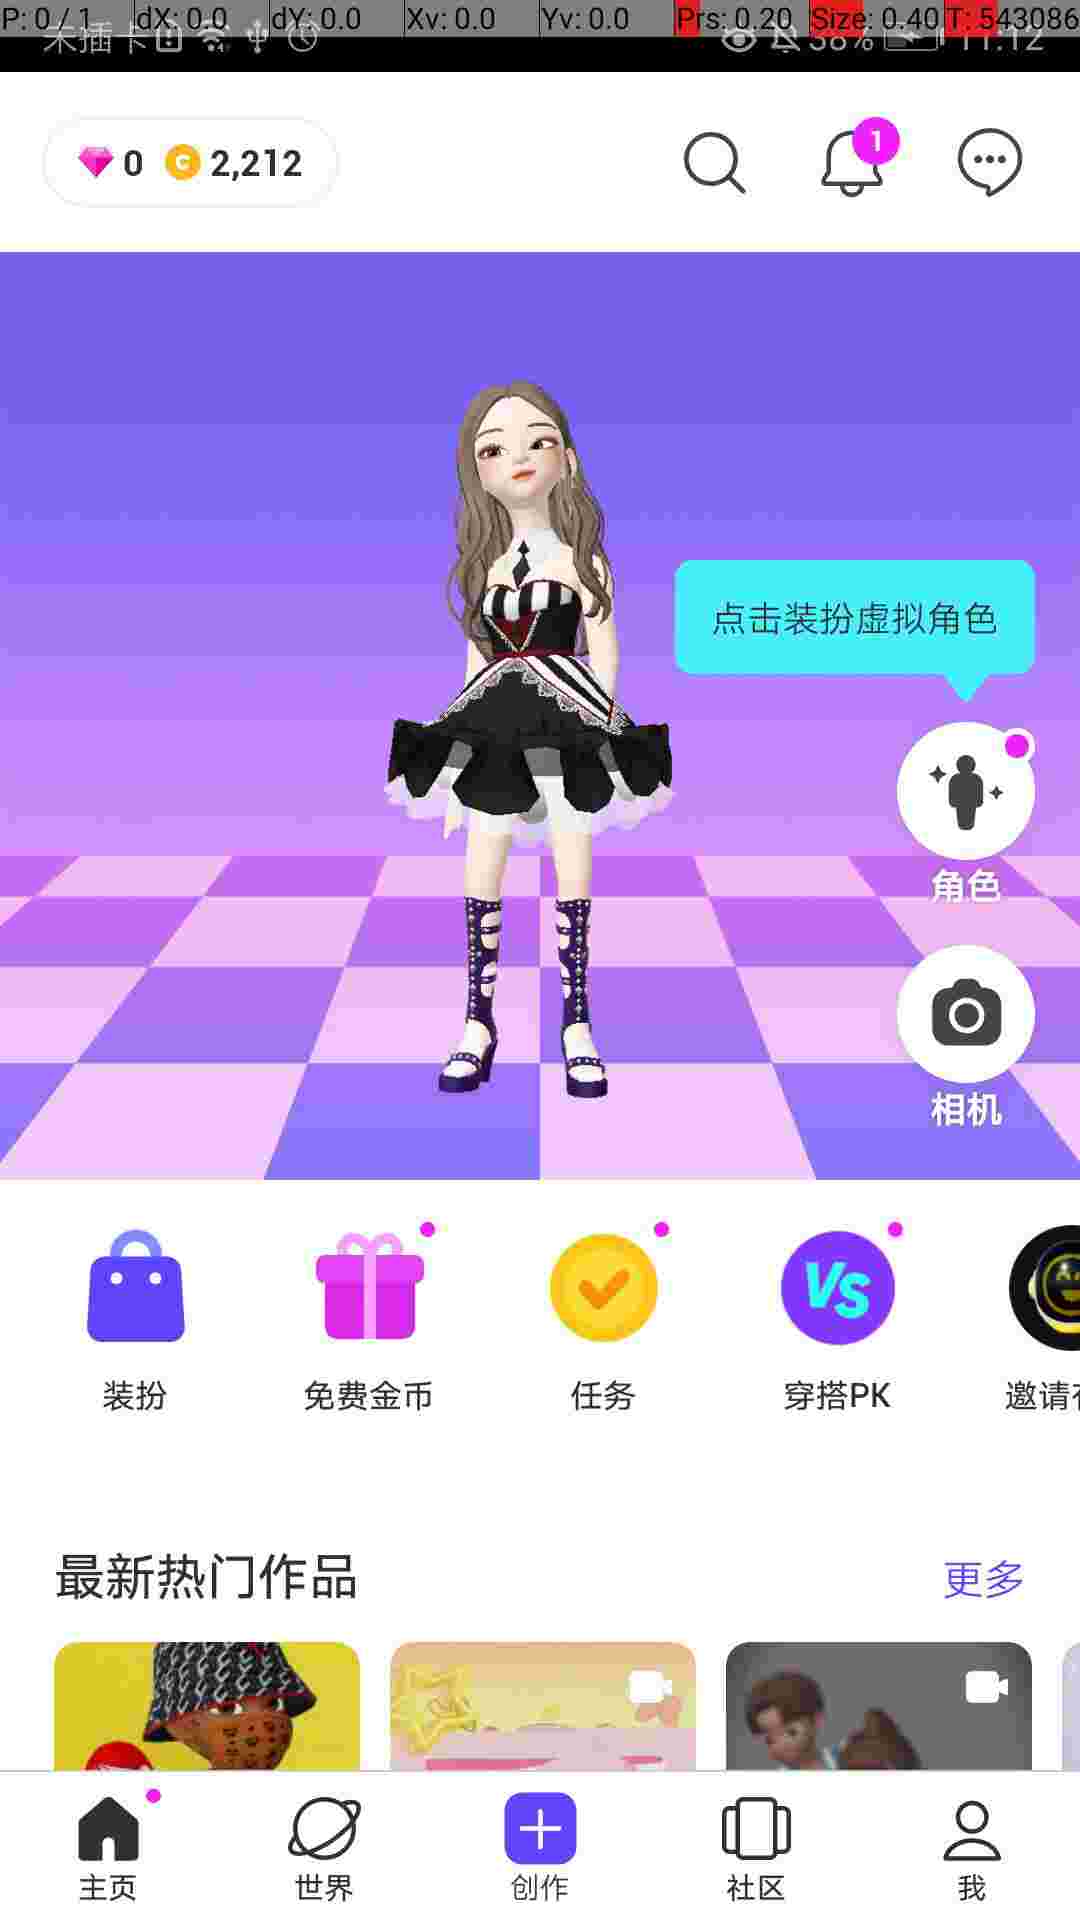 P: 0 / 1 dX: 0.0 dY: 0.0 Xv: 0.0 Yv: 0.0 Prs: 0.20 Size: 0.40 T: 543086
未插卡 38% 11:12
0 C 2,212 1
点击装扮虚拟角色
角色
相机
VS
装扮 免费金币 任务 穿搭PK 邀请
最新热门作品 更多
主页 世界 创作 社区 我